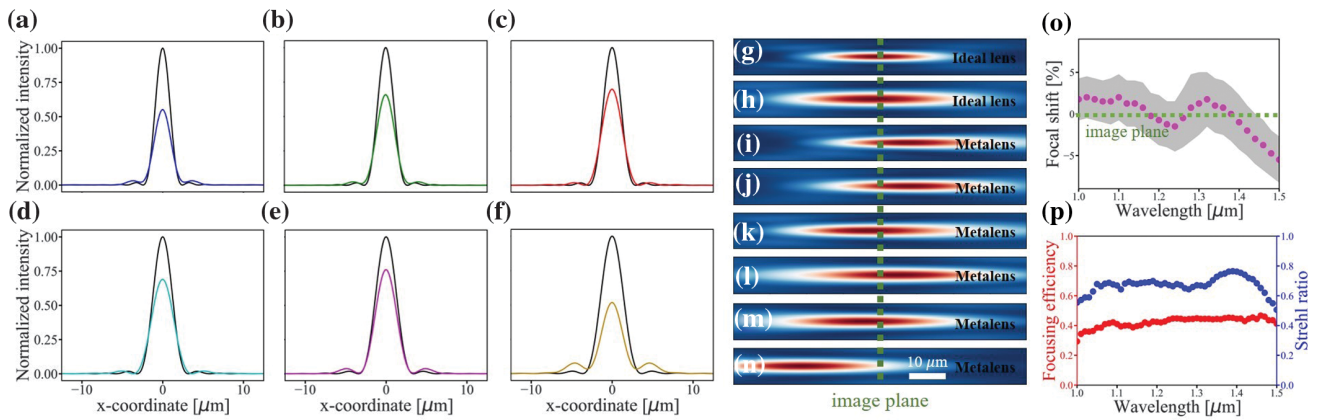 (a)
(b)
(c)
Normalized intensity
1.00
0.75
0.50
0.25
0.00
(d)
(e)
(f)
Normalized intensity
1.00
0.75
0.50
0.25
0.00
−10
0
10
−10
0
10
−10
0
10
x-coordinate [μm]
x-coordinate [μm]
x-coordinate [μm]
(g)
Ideal lens
(h)
Ideal lens
(i)
Metalens
(j)
Metalens
(k)
Metalens
(l)
Metalens
(m)
Metalens
(n)
Metalens
10 μm
image plane
(o)
Focal shift [%]
5
0
−5
image plane
1.0
1.1
1.2
1.3
1.4
1.5
Wavelength [μm]
(p)
Focusing efficiency
1.0
0.8
0.6
0.4
0.2
0.0
1.0
0.8
0.6
0.4
0.2
0.0
Strehl ratio
1.0
1.1
1.2
1.3
1.4
1.5
Wavelength [μm]